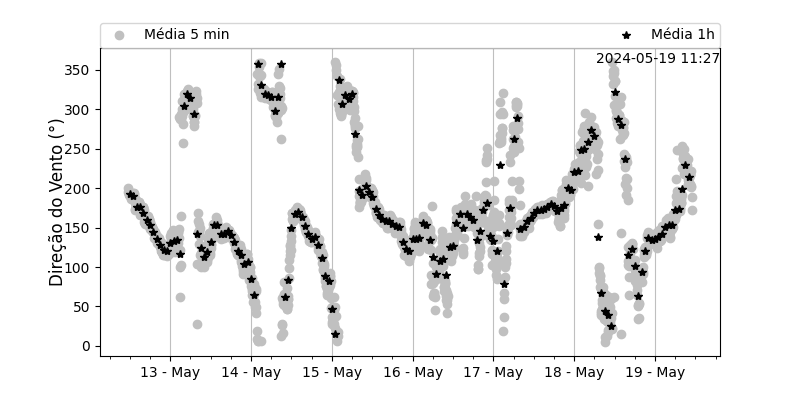 Média 5 min
Média 1h
2024-05-19 11:27
Direção do Vento (°)
350
300
250
200
150
100
50
0
13 - May
14 - May
15 - May
16 - May
17 - May
18 - May
19 - May